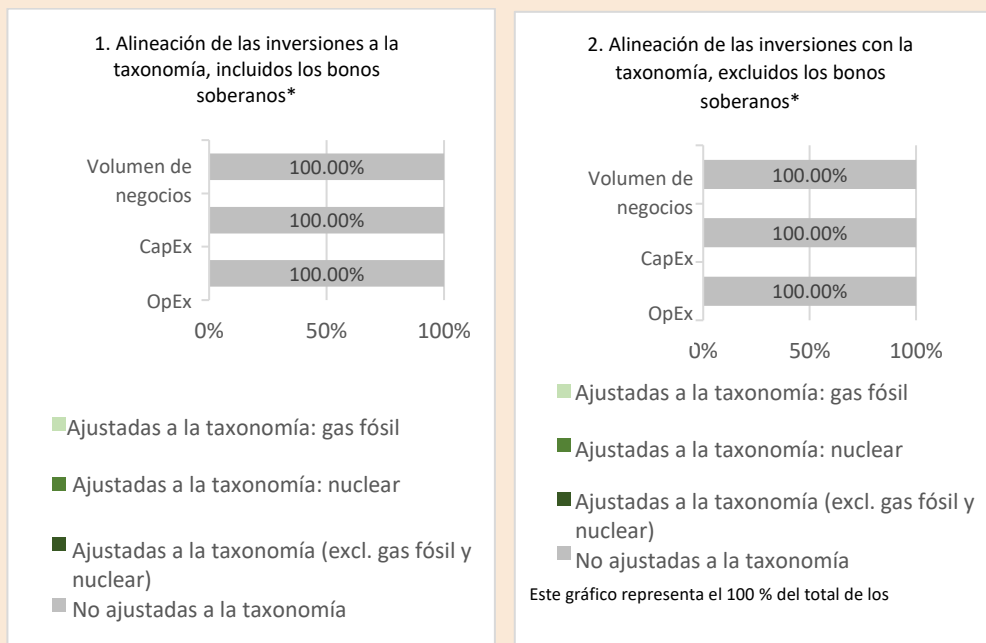 1. Alineación de las inversiones a la
taxonomía, incluidos los bonos
soberanos*
Volumen de
negocios
100.00%
CapEx
100.00%
OpEx
100.00%
0%
50%
100%
Ajustadas a la taxonomía: gas fósil
Ajustadas a la taxonomía: nuclear
Ajustadas a la taxonomía (excl. gas fósil y
nuclear)
No ajustadas a la taxonomía
2. Alineación de las inversiones con la
taxonomía, excluidos los bonos
soberanos*
Volumen de
negocios
100.00%
CapEx
100.00%
OpEx
100.00%
0%
50%
100%
Ajustadas a la taxonomía: gas fósil
Ajustadas a la taxonomía: nuclear
Ajustadas a la taxonomía (excl. gas fósil y
nuclear)
No ajustadas a la taxonomía
Este gráfico representa el 100 % del total de los